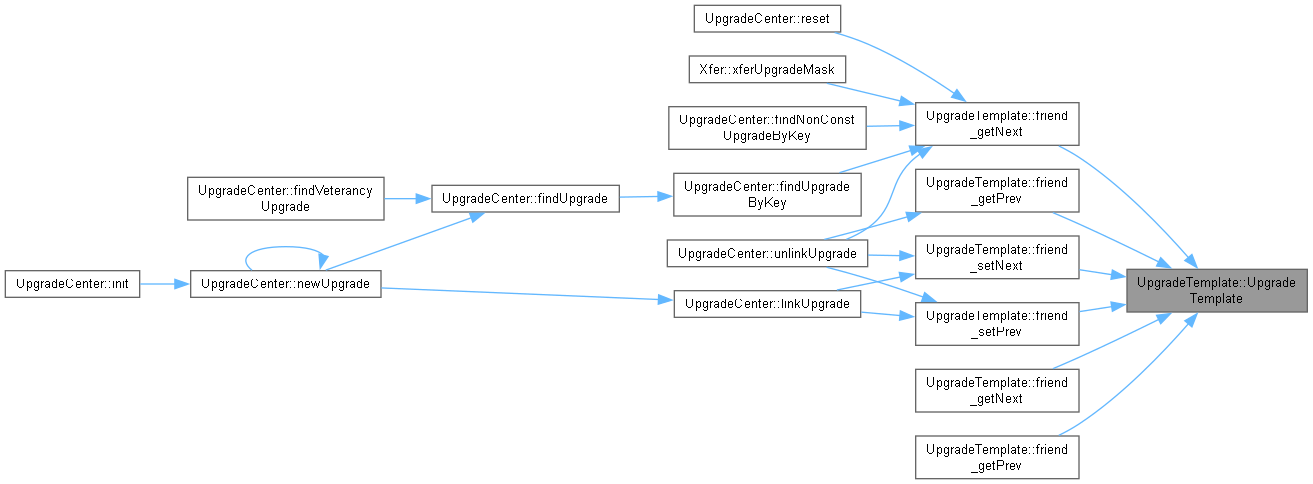 UpgradeCenter::reset
Xfer::xferUpgradeMask
UpgradeTemplate::friend
_getNext
UpgradeCenter::findNonConst
UpgradeByKey
UpgradeCenter::findVeterancy
Upgrade
UpgradeCenter::findUpgrade
UpgradeCenter::findUpgrade
ByKey
UpgradeTemplate::friend
_getPrev
UpgradeCenter::unlinkUpgrade
UpgradeTemplate::friend
_setNext
UpgradeCenter::init
UpgradeCenter::newUpgrade
UpgradeCenter::linkUpgrade
UpgradeTemplate::Upgrade
Template
UpgradeTemplate::friend
_setPrev
UpgradeTemplate::friend
_getNext
UpgradeTemplate::friend
_getPrev